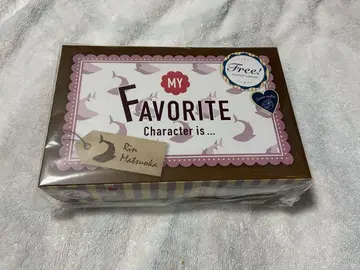 MY
FAVORITE
Character is...
Free!
Rin
Matsuoka